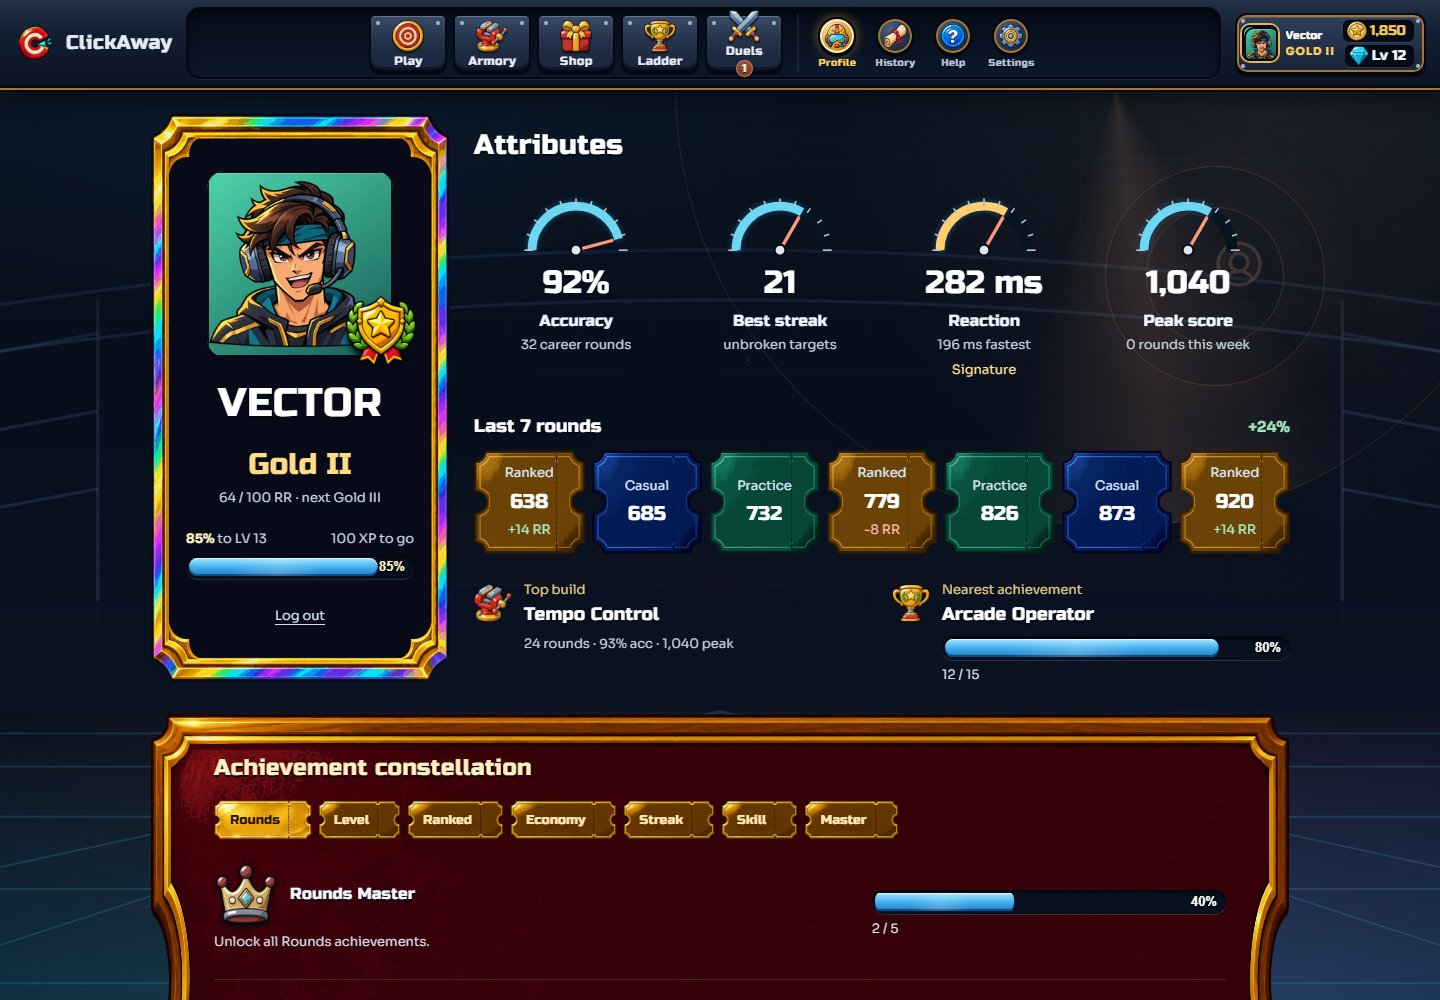 ClickAway
Play
Armory
Shop
Ladder
Duels
1
Profile
History
Help
Settings
Vector
GOLD II
1,850
Lv 12
VECTOR
Gold II
64 / 100 RR · next Gold III
85% to LV 13
100 XP to go
85%
Log out
Attributes
92%
Accuracy
32 career rounds
21
Best streak
unbroken targets
282 ms
Reaction
196 ms fastest
Signature
1,040
Peak score
0 rounds this week
Last 7 rounds
+24%
Ranked
638
+14 RR
Casual
685
Practice
732
Ranked
779
-8 RR
Practice
826
Casual
873
Ranked
920
+14 RR
Top build
Tempo Control
24 rounds · 93% acc · 1,040 peak
Nearest achievement
Arcade Operator
80%
12 / 15
Achievement constellation
Rounds
Level
Ranked
Economy
Streak
Skill
Master
Rounds Master
Unlock all Rounds achievements.
40%
2 / 5